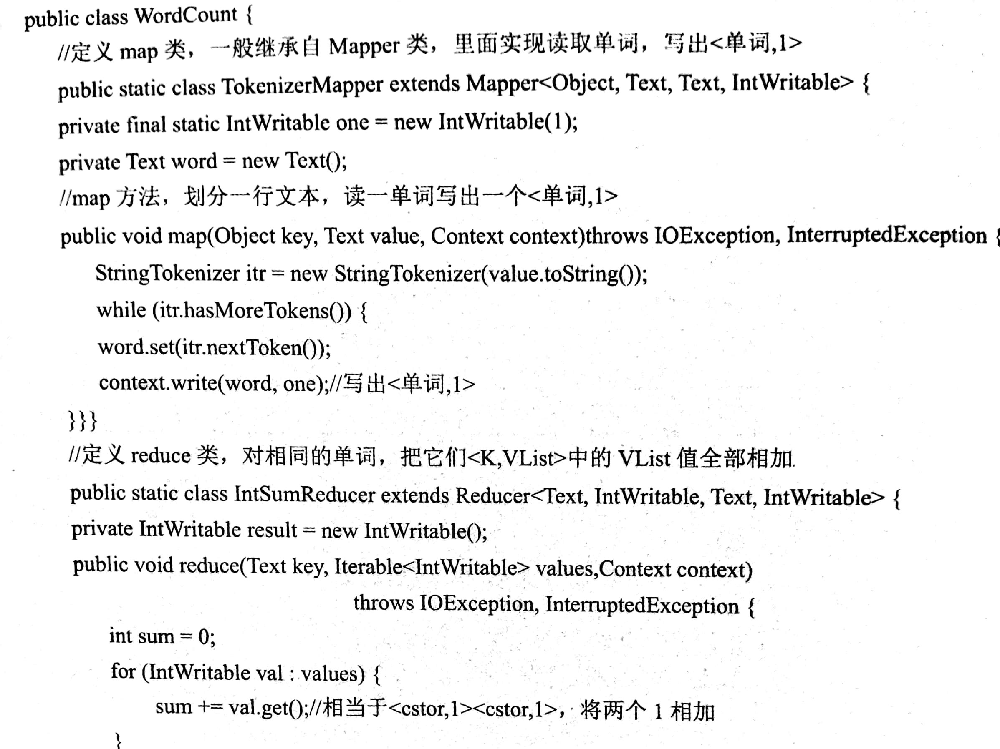 public class WordCount {
//定义 map 类，一般继承自 Mapper 类，里面实现读取单词，写出<单词,1>
public static class TokenizerMapper extends Mapper<Object, Text, Text, IntWritable> {
private final static IntWritable one = new IntWritable(1);
private Text word = new Text();
//map 方法，划分一行文本，读一单词写出一个<单词,1>
public void map(Object key, Text value, Context context)throws IOException, InterruptedException {
StringTokenizer itr = new StringTokenizer(value.toString());
while (itr.hasMoreTokens()) {
word.set(itr.nextToken());
context.write(word, one);//写出<单词,1>
}}}
//定义 reduce 类，对相同的单词，把它们<K,VList>中的 VList 值全部相加.
public static class IntSumReducer extends Reducer<Text, IntWritable, Text, IntWritable> {
private IntWritable result = new IntWritable();
public void reduce(Text key, Iterable<IntWritable> values,Context context)
throws IOException, InterruptedException {
int sum = 0;
for (IntWritable val : values) {
sum += val.get();//相当于<cstor,1><cstor,1>，将两个 1 相加
}